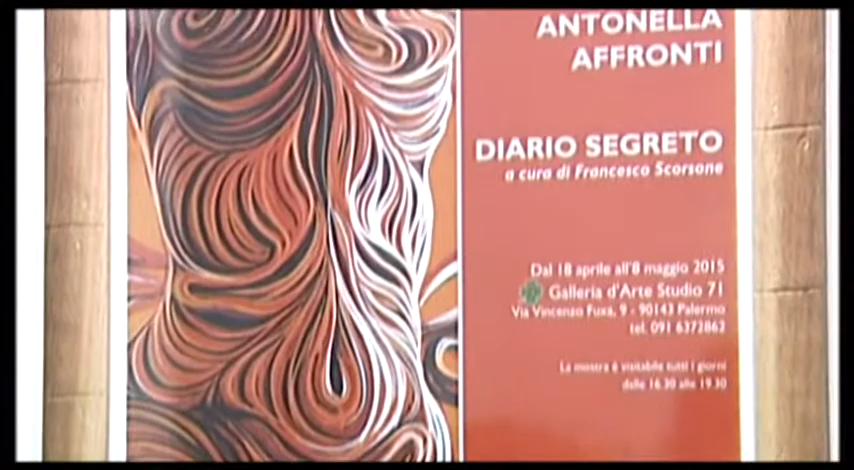 ANTONELLA
AFFRONTI
DIARIO SEGRETO
a cura di Francesco Scorsone
Dal 18 aprile all'8 maggio 2015
Galleria d'Arte Studio 71
Via Vincenzo Fuxa, 9 - 90143 Palermo
tel. 091 6372862
La mostra è visitabile tutti i giorni
dalle 16.30 alle 19.30